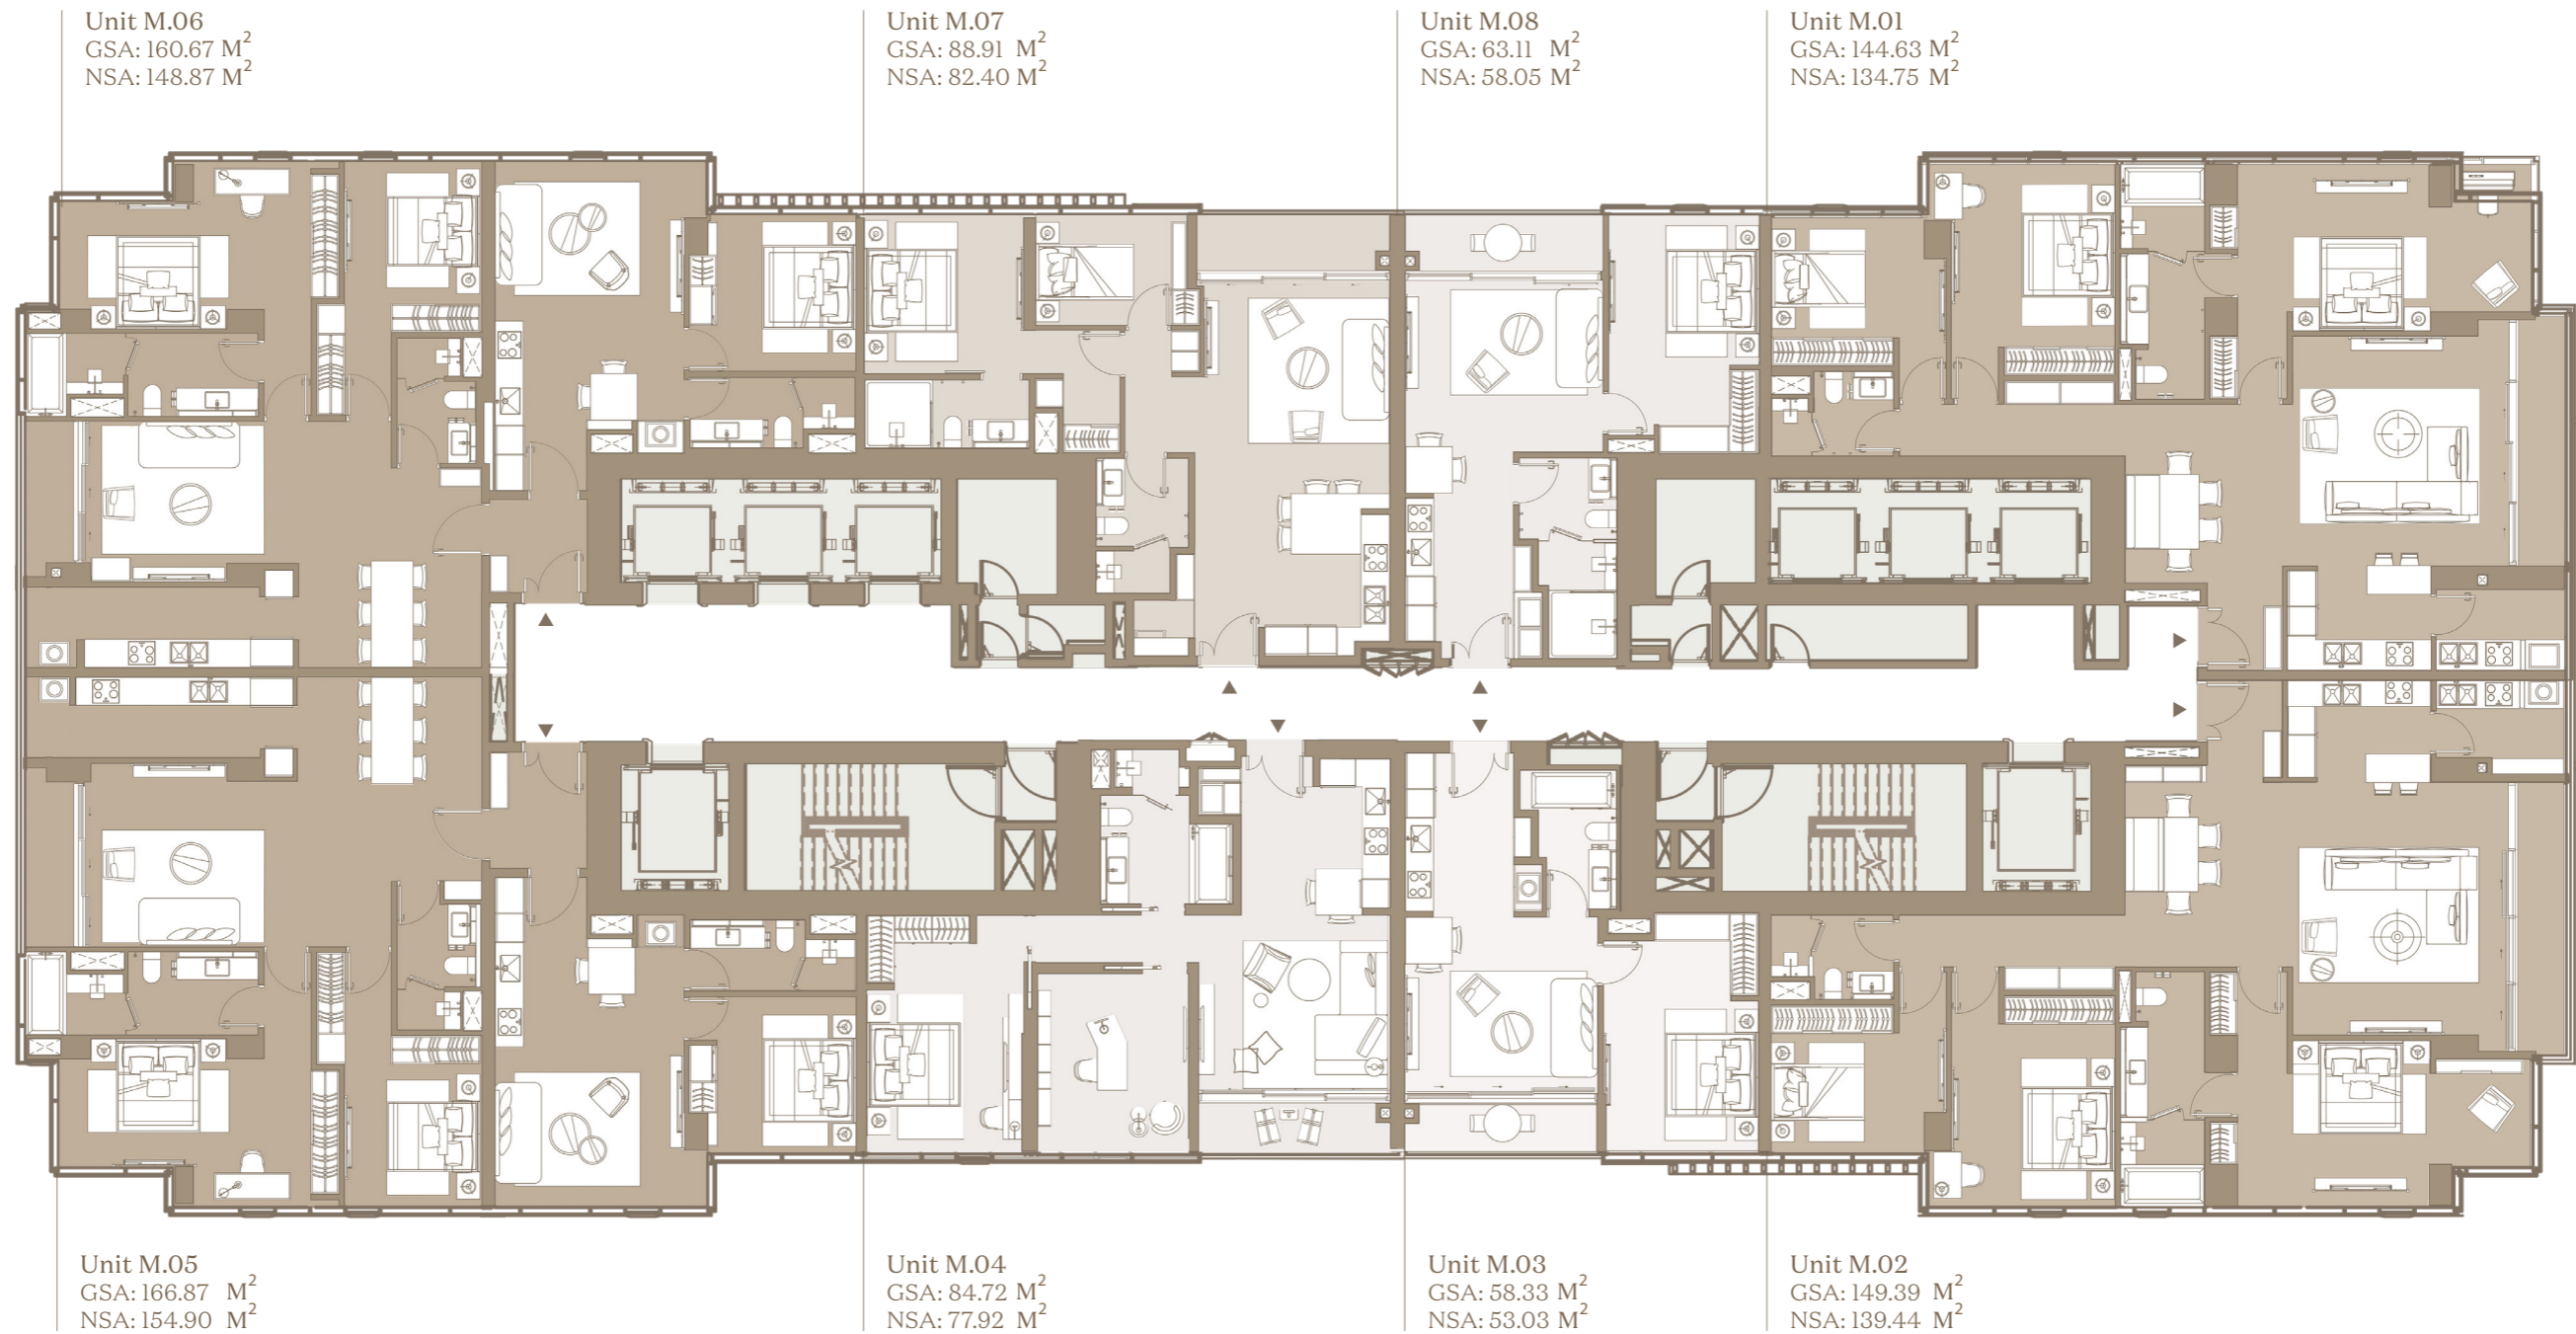 Unit M.06
GSA: 160.67 M²
NSA: 148.87 M²
Unit M.07
GSA: 88.91 M²
NSA: 82.40 M²
Unit M.08
GSA: 63.11 M²
NSA: 58.05 M²
Unit M.01
GSA: 144.63 M²
NSA: 134.75 M²
Unit M.05
GSA: 166.87 M²
NSA: 154.90 M²
Unit M.04
GSA: 84.72 M²
NSA: 77.92 M²
Unit M.03
GSA: 58.33 M²
NSA: 53.03 M²
Unit M.02
GSA: 149.39 M²
NSA: 139.44 M²